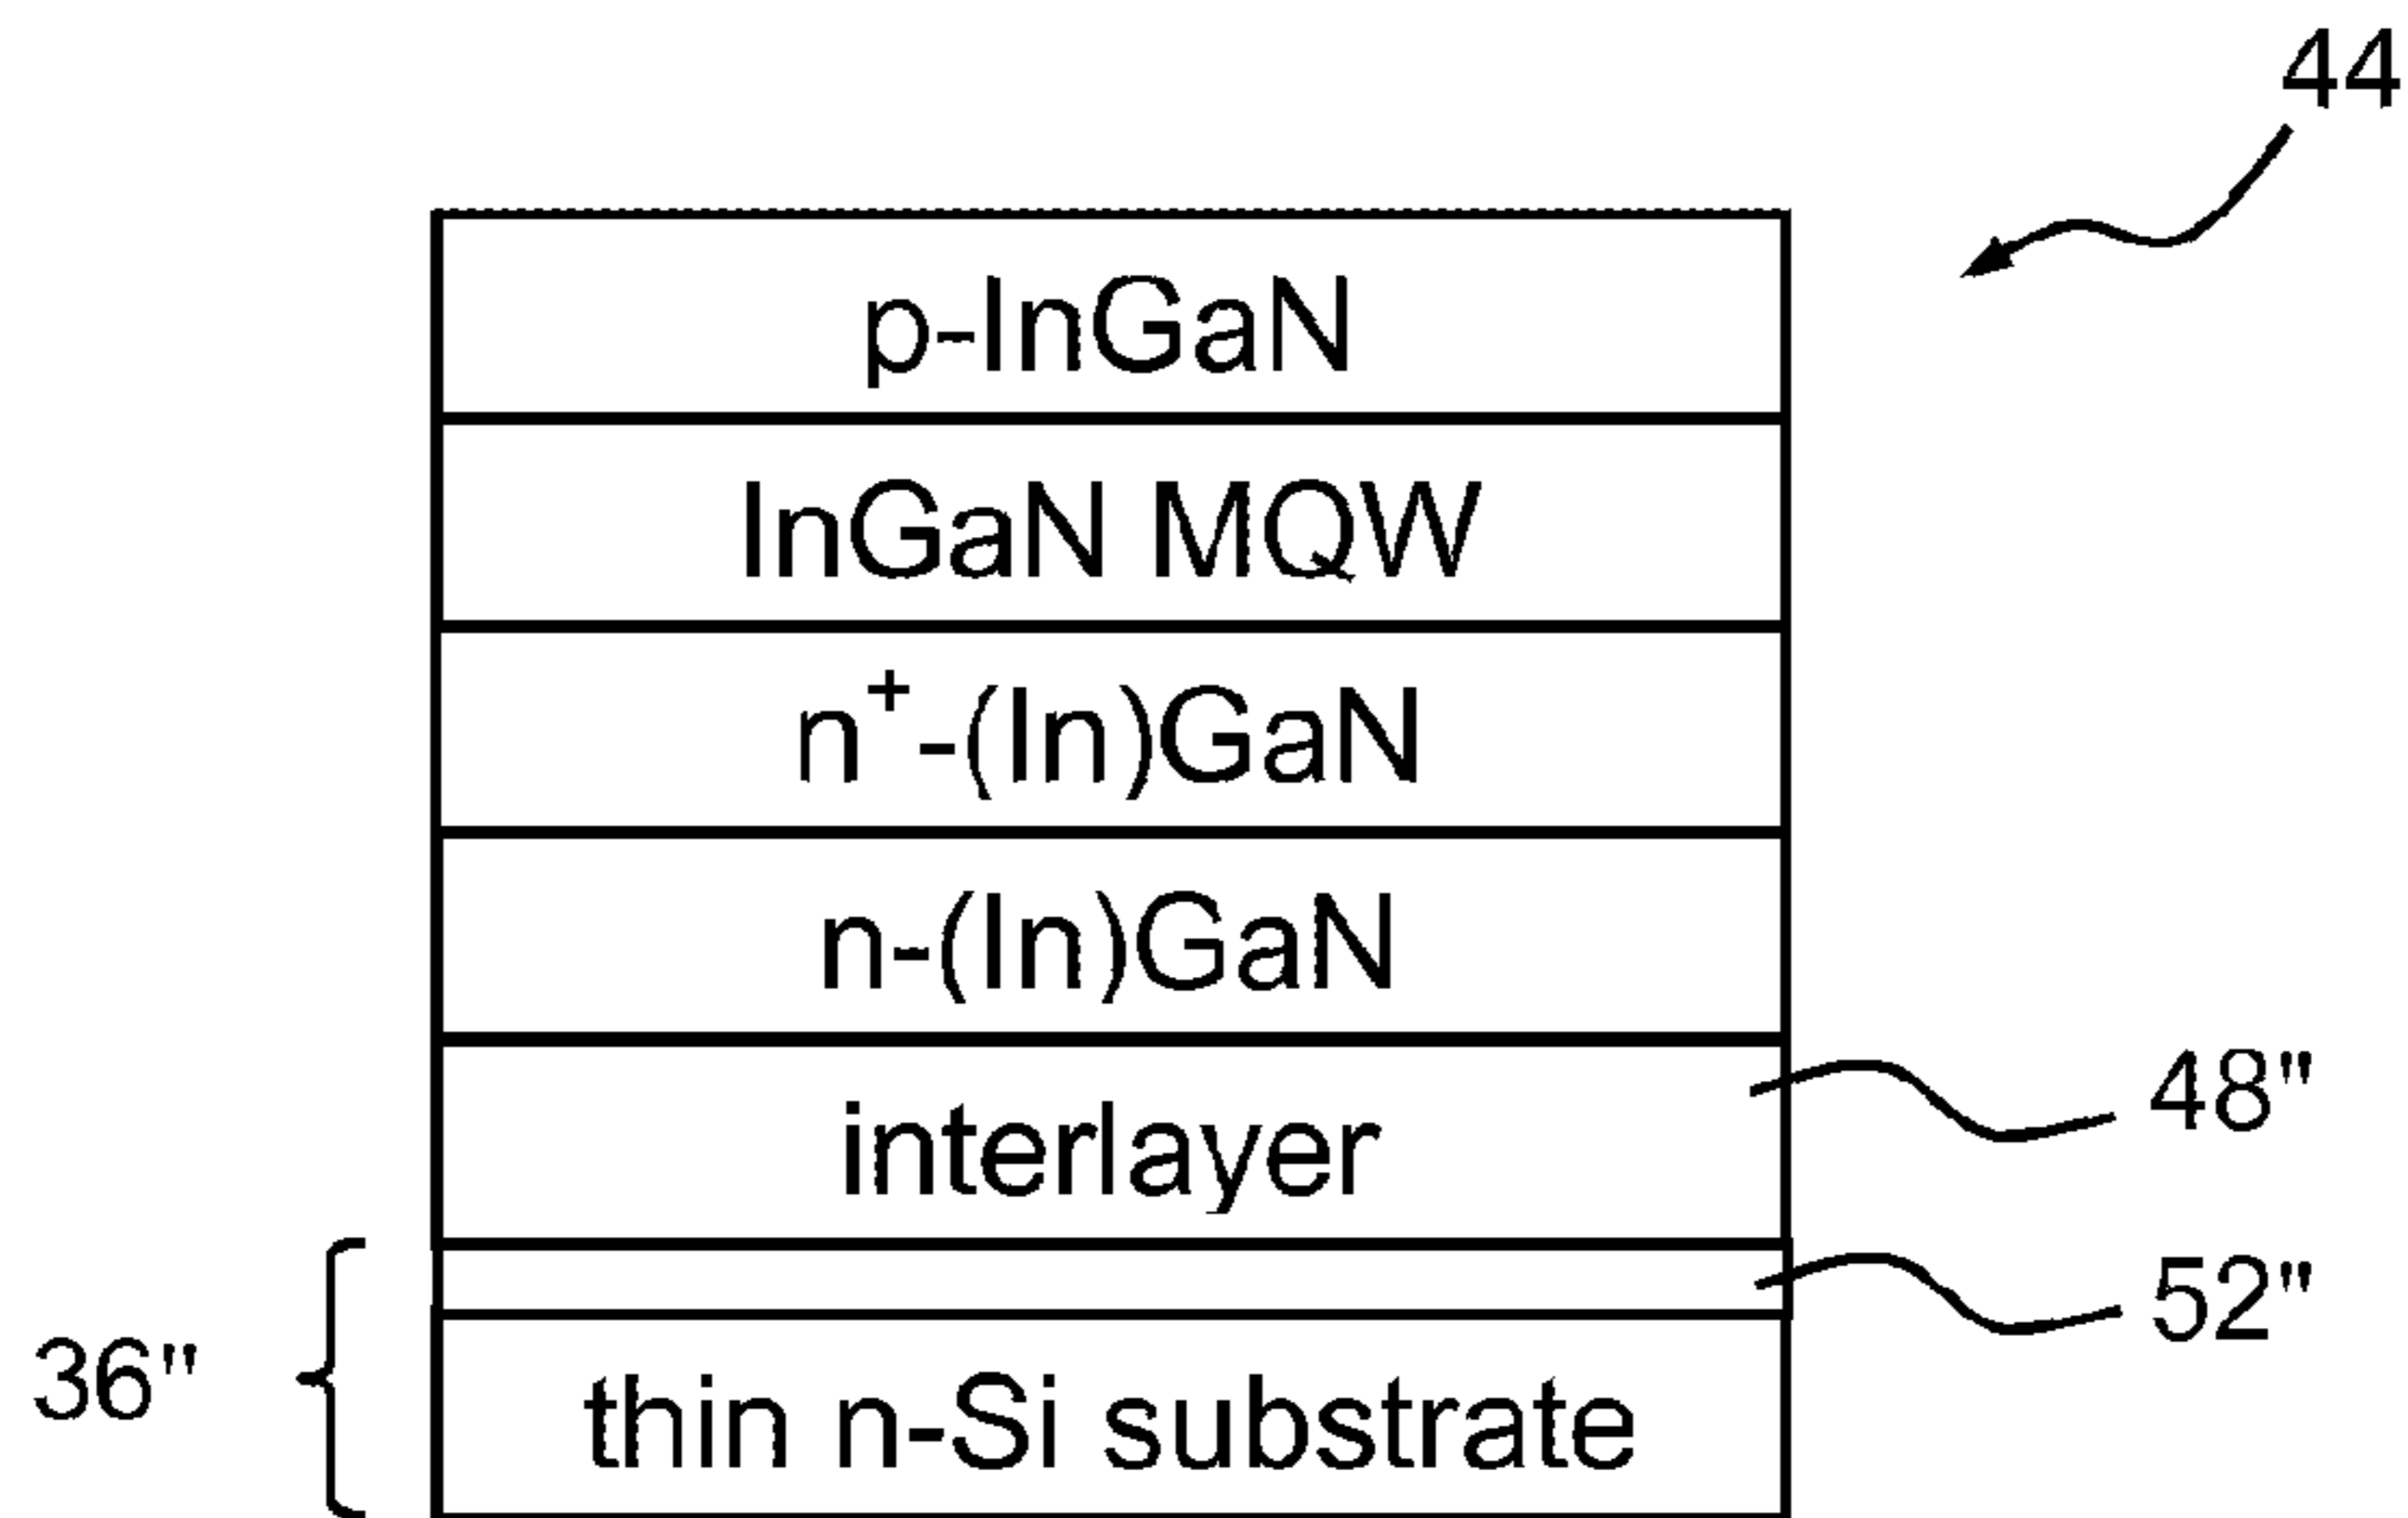 44
p-InGaN
InGaN MQW
n⁺-(In)GaN
n-(In)GaN
interlayer
48"
52"
36"
thin n-Si substrate